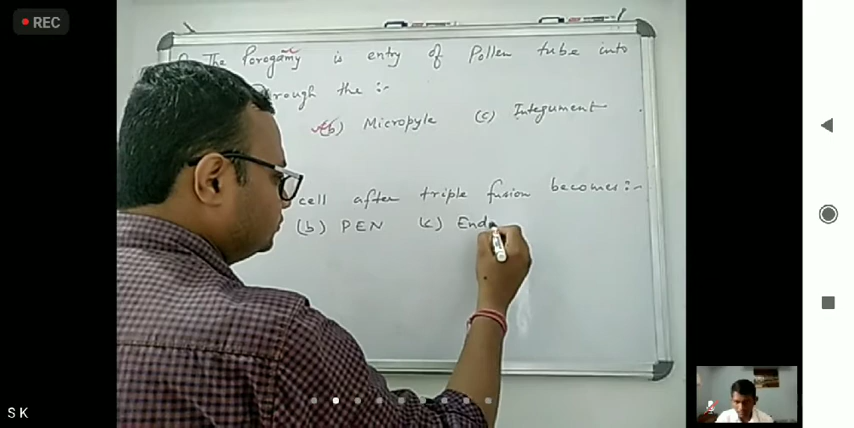 REC
Q. The Porogamy is entry of Pollen tube into
through the :-
(b) Micropyle (c) Integument
cell after triple fusion becomes:-
(b) PEN (c) Endo
S K